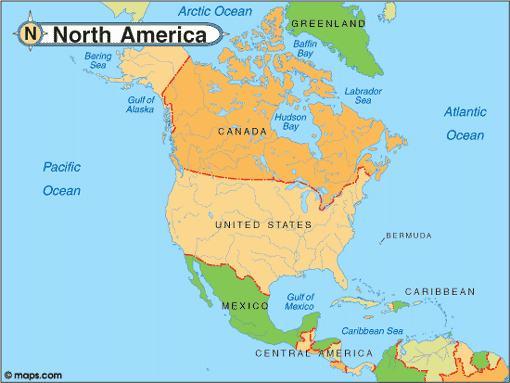 N
North America
Arctic Ocean
GREENLAND
Baffin
Bay
Bering
Sea
Gulf of
Alaska
Labrador
Sea
Hudson
Bay
CANADA
Atlantic
Ocean
Pacific
Ocean
UNITED STATES
BERMUDA
CARIBBEAN
Gulf of
Mexico
MEXICO
Caribbean Sea
CENTRAL AMERICA
© maps.com